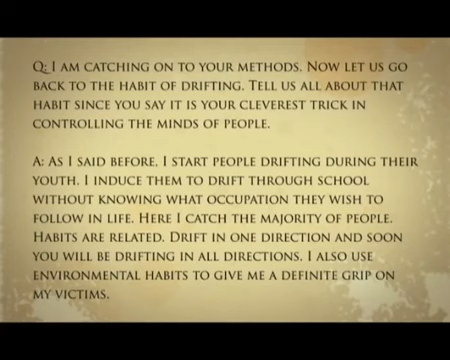 Q: I am catching on to your methods. Now let us go
back to the habit of drifting. Tell us all about that
habit since you say it is your cleverest trick in
controlling the minds of people.
A: As I said before, I start people drifting during their
youth. I induce them to drift through school
without knowing what occupation they wish to
follow in life. Here I catch the majority of people.
Habits are related. Drift in one direction and soon
you will be drifting in all directions. I also use
environmental habits to give me a definite grip on
my victims.